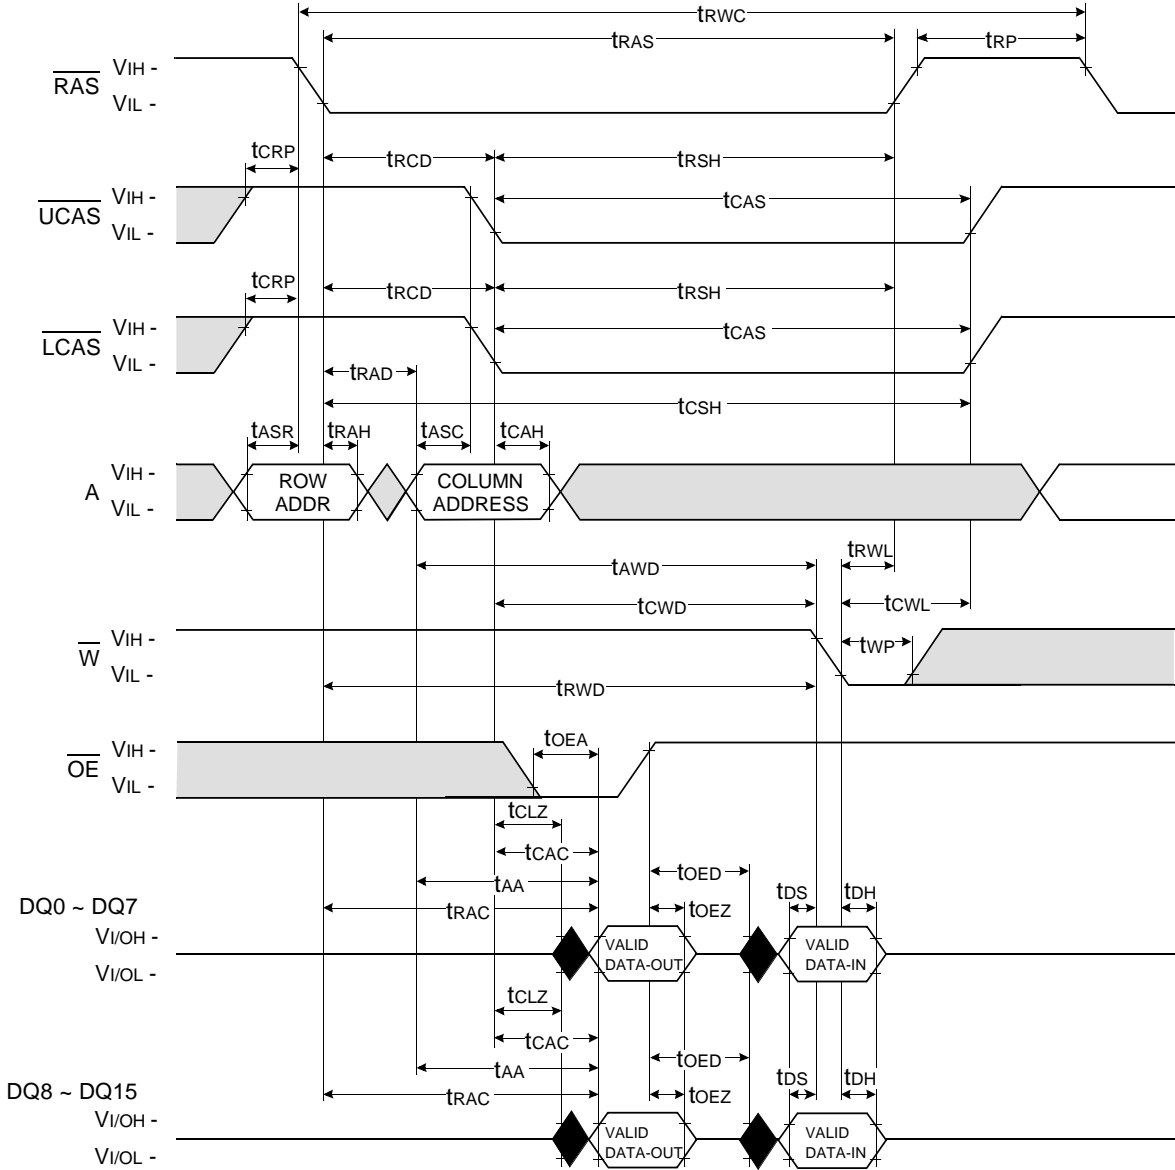 tRWC
tRAS
tRP
RAS
VIH -
VIL -
tCRP
tRCD
tRSH
UCAS
VIH -
VIL -
tCAS
tCRP
tRCD
tRSH
LCAS
VIH -
VIL -
tCAS
tRAD
tCSH
tASR
tRAH
tASC
tCAH
A
VIH -
VIL -
ROW
ADDR
COLUMN
ADDRESS
tRWL
tAWD
tCWD
tCWL
W
VIH -
VIL -
tWP
tRWD
OE
VIH -
VIL -
tOEA
tCLZ
tCAC
tOED
tAA
tDS
tDH
DQ0 ~ DQ7
tRAC
tOEZ
VI/OH -
VI/OL -
VALID
DATA-OUT
VALID
DATA-IN
tCLZ
tCAC
tOED
tAA
tDS
tDH
DQ8 ~ DQ15
tRAC
tOEZ
VI/OH -
VI/OL -
VALID
DATA-OUT
VALID
DATA-IN